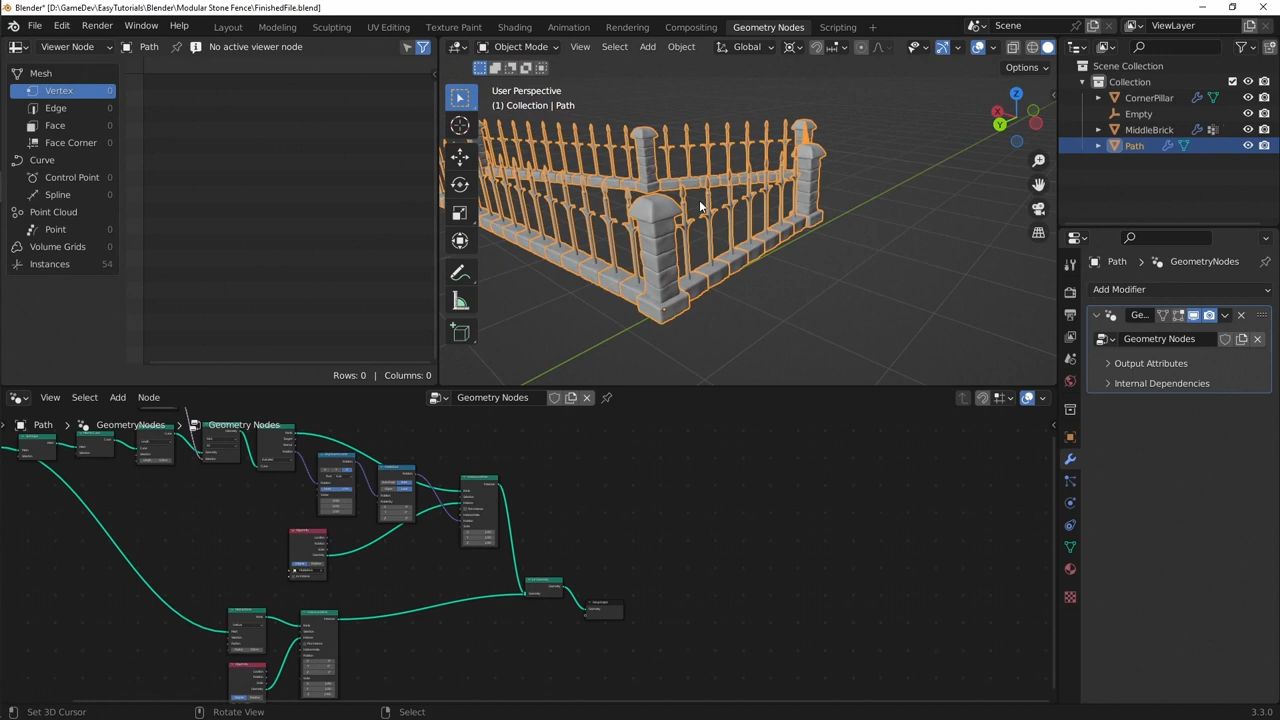 Blender* [D:\GameDev\EasyTutorials\Blender\Modular Stone Fence\FinishedFile.blend]
File Edit Render Window Help Layout Modeling Sculpting UV Editing Texture Paint Shading Animation Rendering Compositing Geometry Nodes Scripting + Scene ViewLayer
Viewer Node Path No active viewer node Object Mode View Select Add Object Global
Options
Mesh
Vertex 0
Edge 0
Face 0
Face Corner 0
Curve
Control Point 0
Spline 0
Point Cloud
Point 0
Volume Grids 0
Instances 54
Rows: 0 | Columns: 0
User Perspective
(1) Collection | Path
Z
X
Y
Scene Collection
Collection
CornerPillar
Empty
MiddleBrick
Path
Path GeometryNodes
Add Modifier
Ge...
Geometry Nodes
Output Attributes
Internal Dependencies
View Select Add Node Geometry Nodes
Path GeometryNodes Geometry Nodes
Set 3D Cursor Rotate View Select 3.3.0